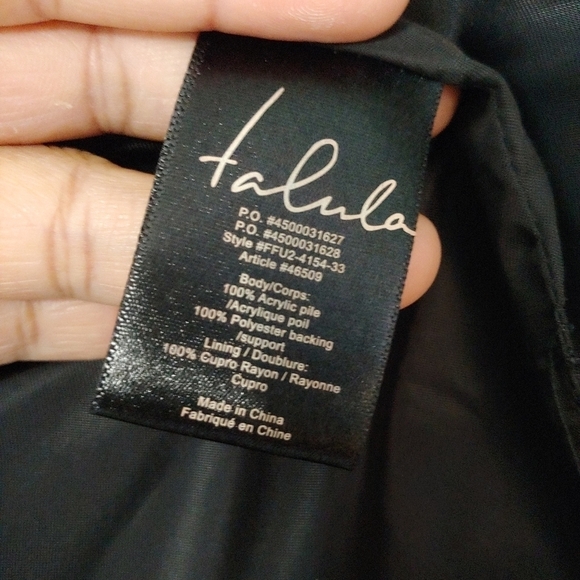 talula
P.O. #4500031627
P.O. #4500031628
Style #FFU2-4154-33
Article #46509
Body/Corps:
100% Acrylic pile
/Acrylique poil
100% Polyester backing
/support
Lining / Doublure:
100% Cupro Rayon / Rayonne
Cupro
Made in China
Fabriqué en Chine